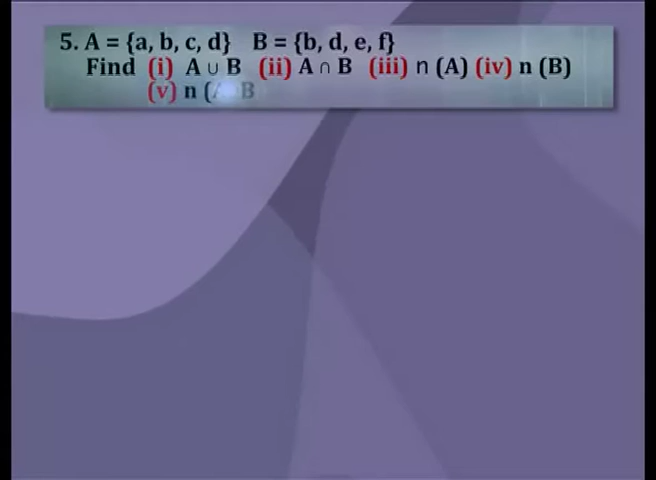 5. A = {a, b, c, d} B = {b, d, e, f}
Find (i) A ∪ B (ii) A ∩ B (iii) n (A) (iv) n (B)
(v) n (A B